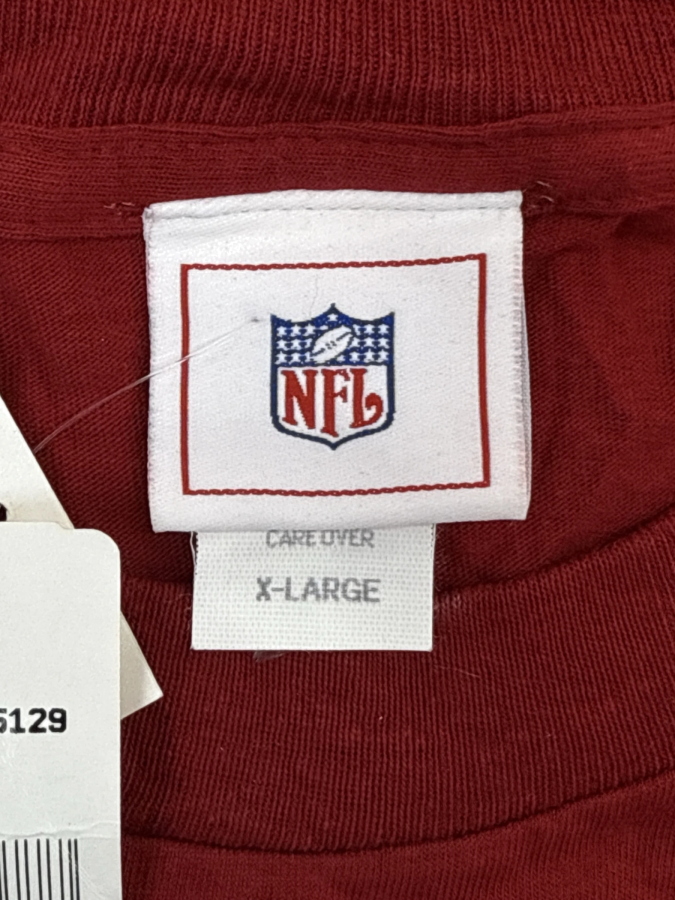 NFL
CARE OVER
X-LARGE
5129